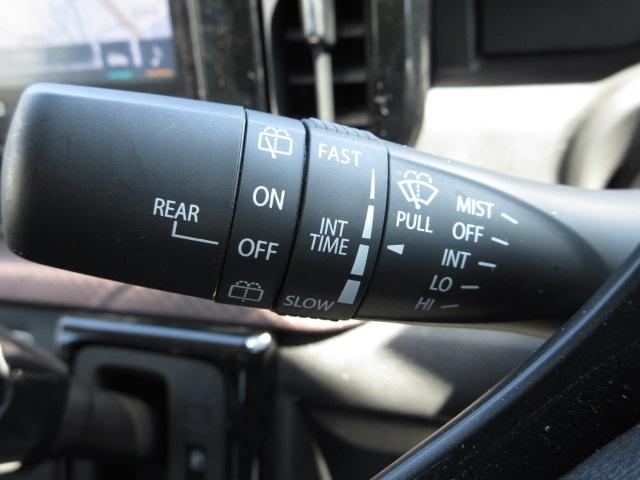 REAR
ON
OFF
FAST
INT
TIME
SLOW
PULL
MIST
OFF
INT
LO
HI